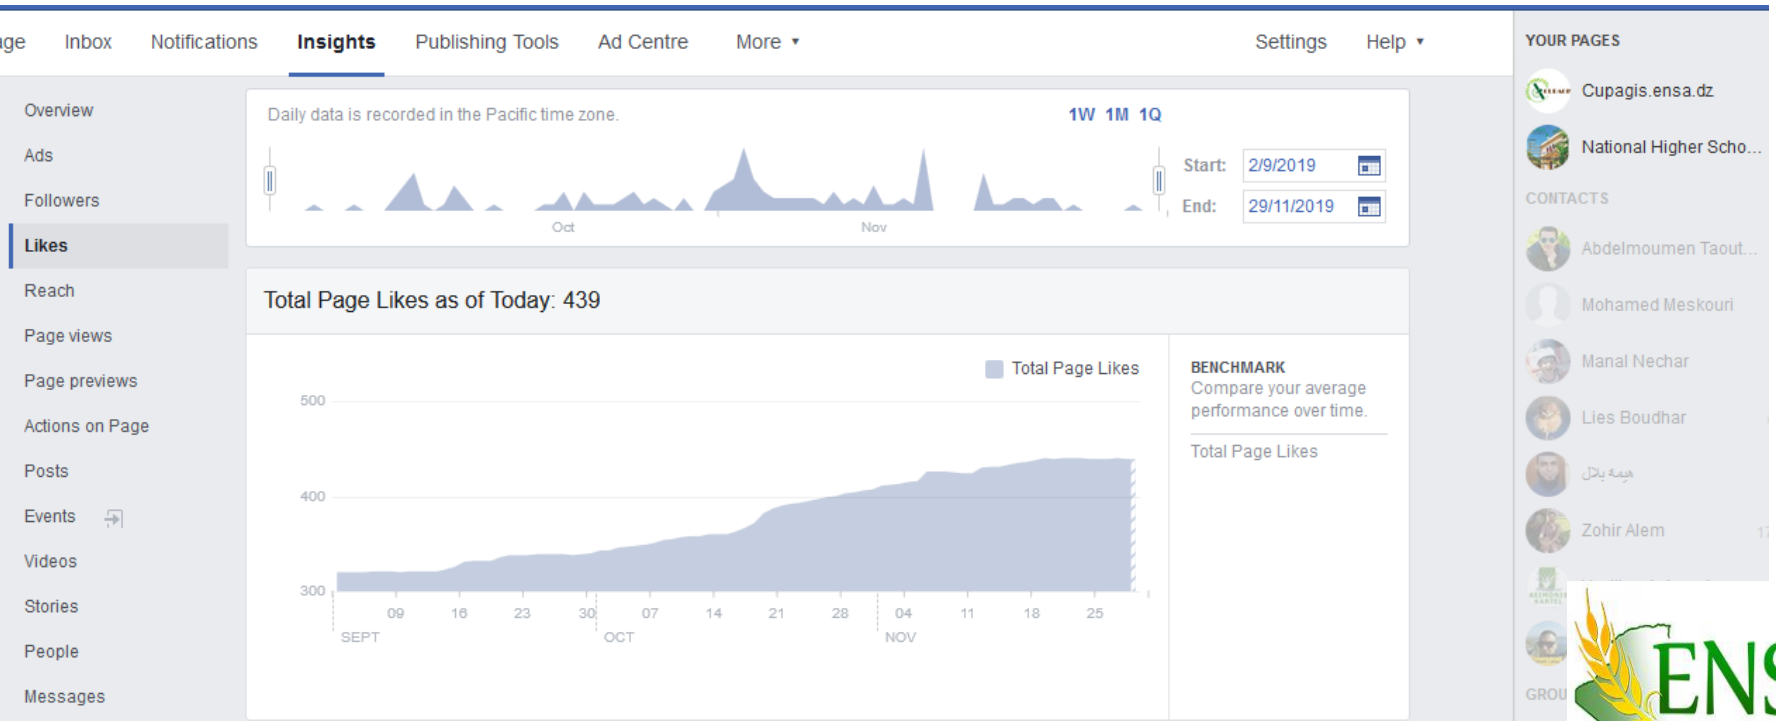 Inbox Notifications Insights Publishing Tools Ad Centre More Settings Help
Overview
Ads
Followers
Likes
Reach
Page views
Page previews
Actions on Page
Posts
Events
Videos
Stories
People
Messages
Daily data is recorded in the Pacific time zone.
1W 1M 1Q
Start: 2/9/2019
End: 29/11/2019
Oct Nov
Total Page Likes as of Today: 439
Total Page Likes
500
400
300
09 16 23 30 07 14 21 28 04 11 18 25
SEPT OCT NOV
BENCHMARK
Compare your average
performance over time.
Total Page Likes
YOUR PAGES
Cupagis.ensa.dz
National Higher Scho...
CONTACTS
Abdelmoumen Taout...
Mohamed Meskouri
Manal Nechar
Lies Boudhar
هيمة بلال
Zohir Alem
ENS